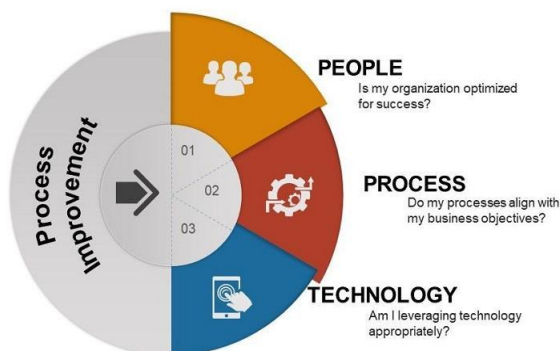 Process
Improvement
01
02
03
PEOPLE
Is my organization optimized
for success?
PROCESS
Do my processes align with
my business objectives?
TECHNOLOGY
Am I leveraging technology
appropriately?